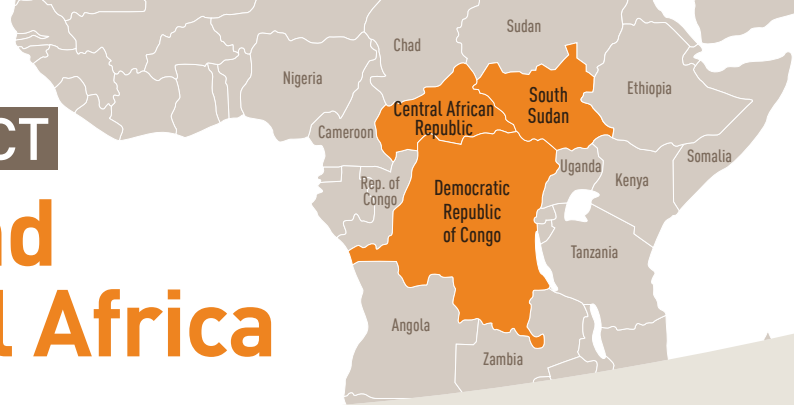 Sudan
Chad
Nigeria
Ethiopia
South
Sudan
Central African
Republic
Cameroon
CT
Somalia
Uganda
Kenya
Rep. of
Congo
Democratic
Republic
of Congo
nd
Tanzania
l Africa
Angola
Zambia